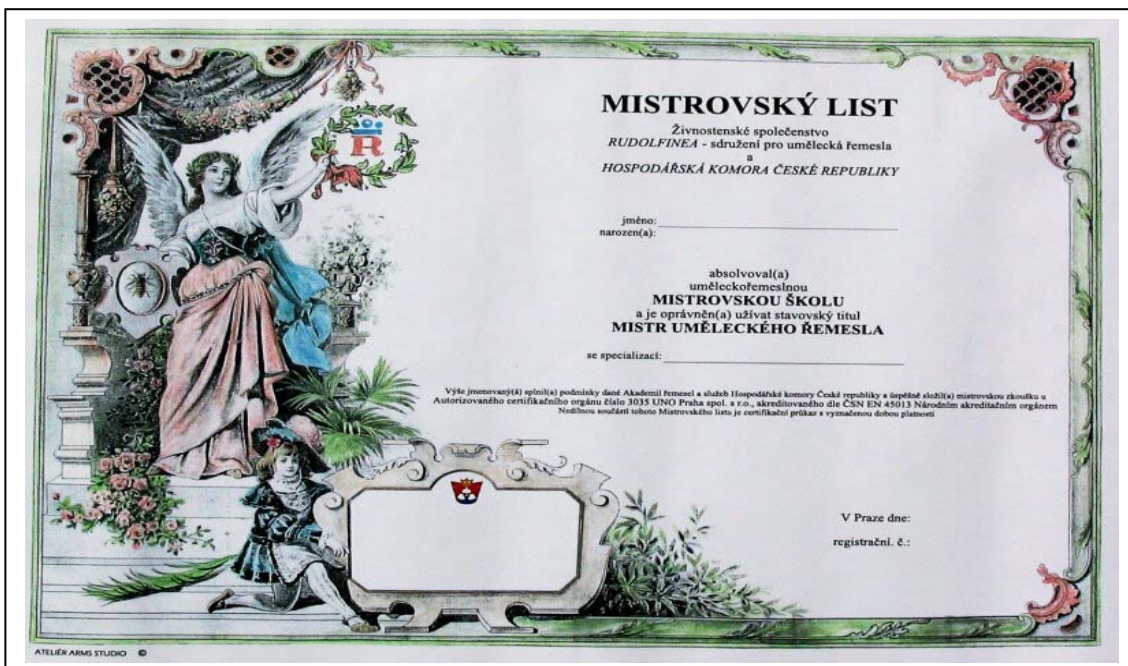 R
MISTROVSKÝ LIST
Živnostenské společenstvo
RUDOLFINEA - sdružení pro umělecká řemesla
a
HOSPODÁŘSKÁ KOMORA ČESKÉ REPUBLIKY
jméno:
narozen(a):
absolvoval(a)
uměleckořemeslnou
MISTROVSKOU ŠKOLU
a je oprávněn(a) užívat stavovský titul
MISTR UMĚLECKÉHO ŘEMESLA
se specializací:
Výše jmenovaný(á) splnil(a) podmínky dané Akademií řemesel a služeb Hospodářské komory České republiky a úspěšně složil(a) mistrovskou zkoušku u
Autorizovaného certifikačního orgánu číslo 3035 UNO Praha spol. s r.o., akreditovaného dle ČSN EN 45013 Národním akreditačním orgánem
Nedílnou součástí tohoto Mistrovského listu je certifikační průkaz s vyznačenou dobou platnosti
V Praze dne:
registrační. č.:
ATELIÉR ARMS STUDIO ©